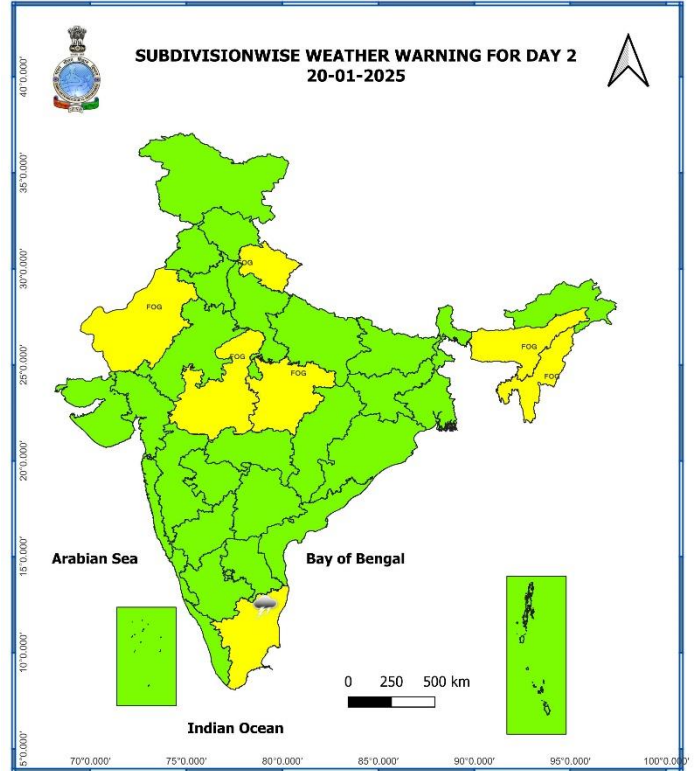 SUBDIVISIONWISE WEATHER WARNING FOR DAY 2
20-01-2025
40°0.000'
35°0.000'
30°0.000'
25°0.000'
20°0.000'
15°0.000'
10°0.000'
5°0.000'
FOG
FOG
FOG
FOG
FOG
FOG
Arabian Sea
Bay of Bengal
0 250 500 km
Indian Ocean
70°0.000' 75°0.000' 80°0.000' 85°0.000' 90°0.000' 95°0.000' 100°0.000'